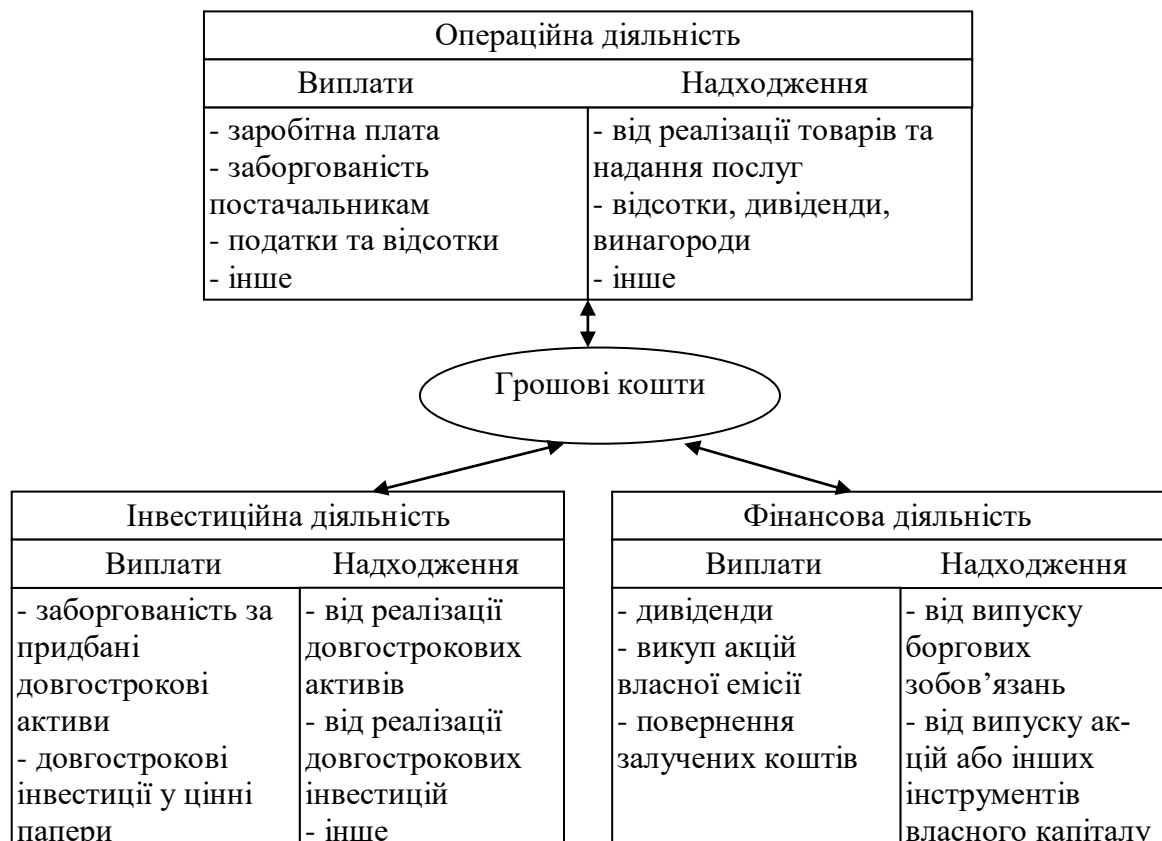 Операційна діяльність
Виплати Надходження
- заробітна плата
- заборгованість
постачальникам
- податки та відсотки
- інше
- від реалізації товарів та
надання послуг
- відсотки, дивіденди,
винагороди
- інше
Грошові кошти
Інвестиційна діяльність
Виплати Надходження
- заборгованість за
придбані
довгострокові
активи
- довгострокові
інвестиції у цінні
папери
- від реалізації
довгострокових
активів
- від реалізації
довгострокових
інвестицій
- інше
Фінансова діяльність
Виплати Надходження
- дивіденди
- викуп акцій
власної емісії
- повернення
залучених коштів
- від випуску
боргових
зобов’язань
- від випуску ак-
цій або інших
інструментів
власного капіталу